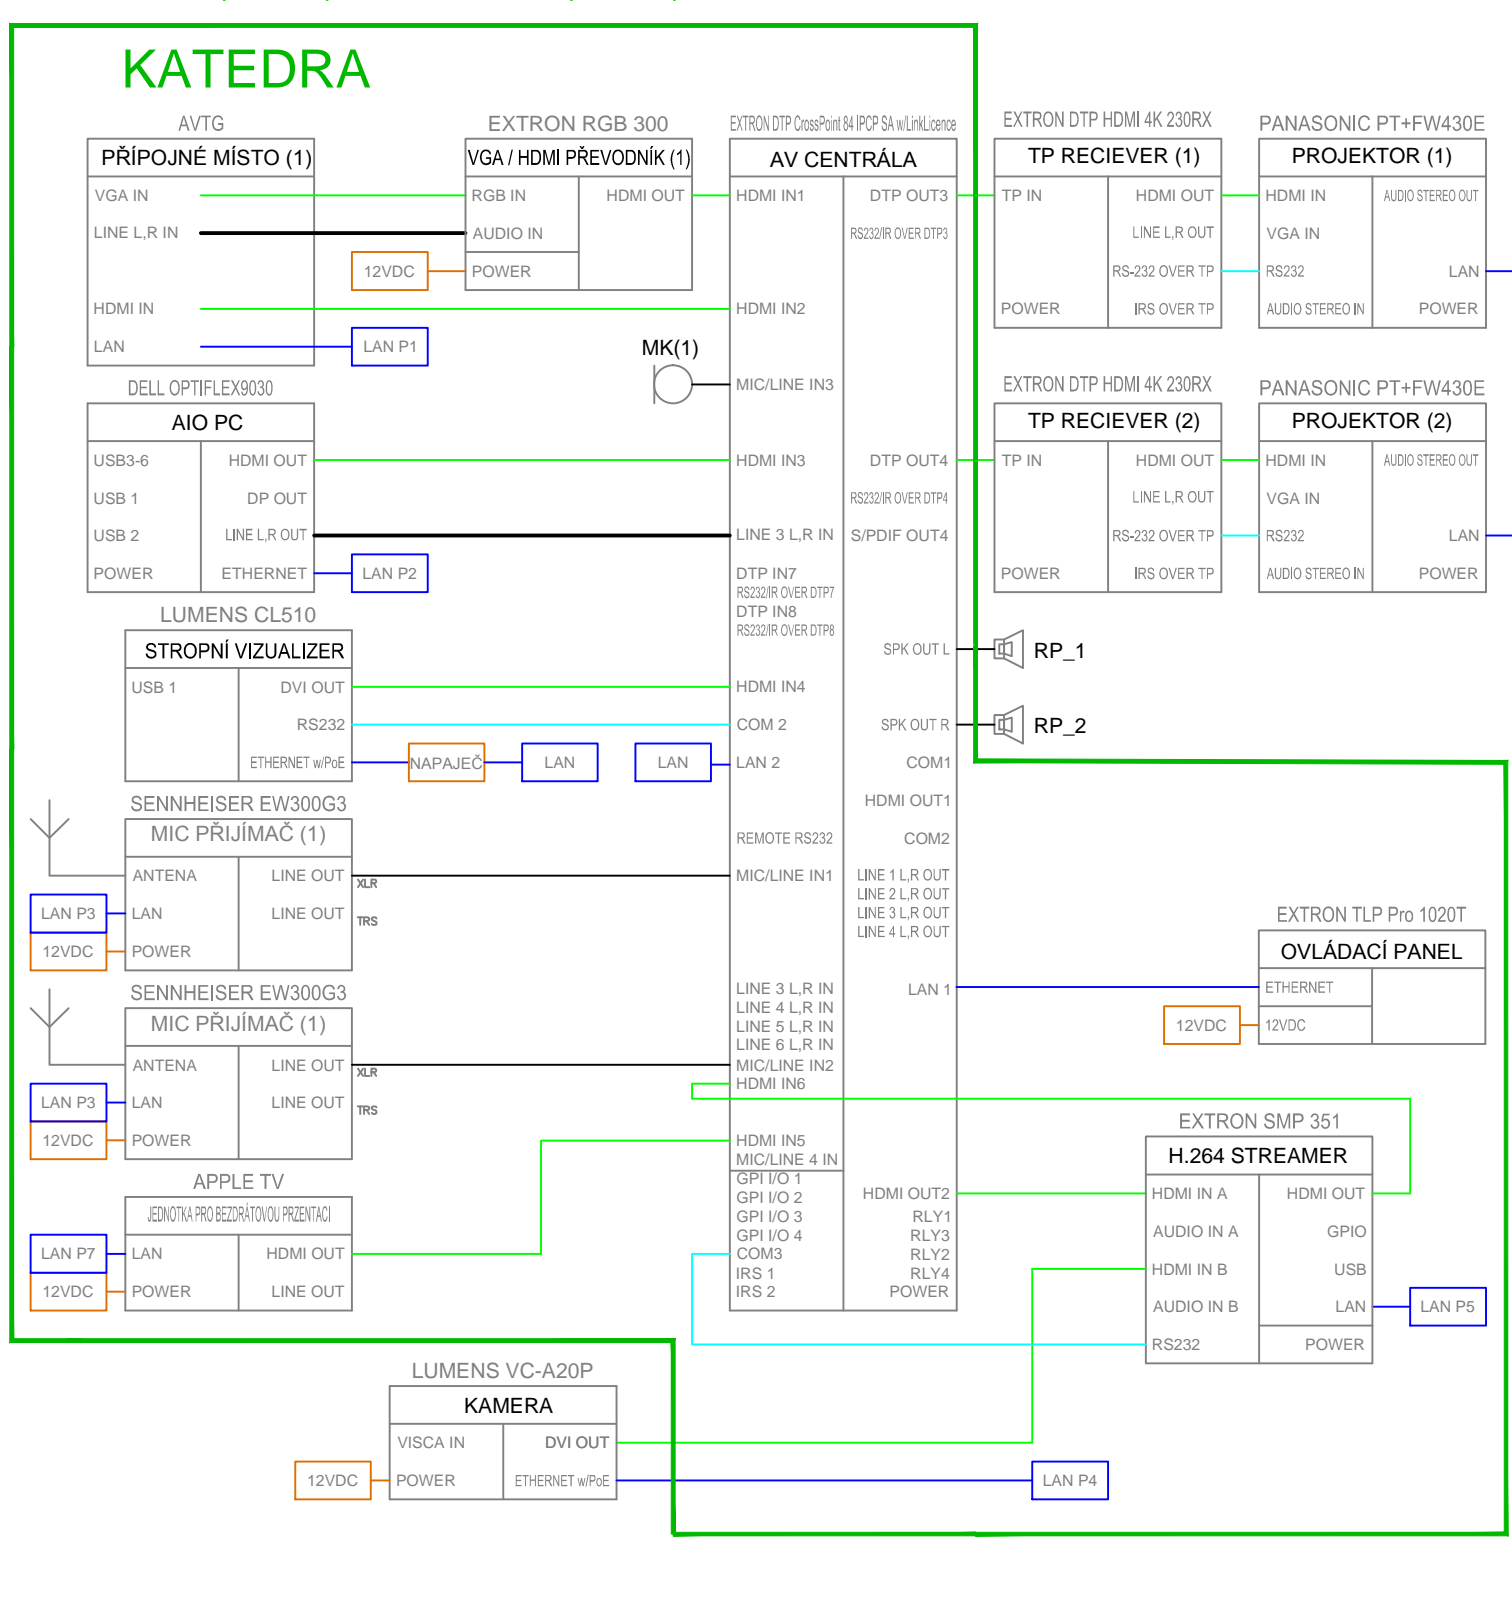 KATEDRA
AVTG
PŘÍPOJNÉ MÍSTO (1)
VGA IN
LINE L,R IN
HDMI IN
LAN
LAN P1
EXTRON RGB 300
VGA / HDMI PŘEVODNÍK (1)
RGB IN
HDMI OUT
AUDIO IN
12VDC
POWER
MK(1)
DELL OPTIFLEX9030
AIO PC
USB3-6
HDMI OUT
USB 1
DP OUT
USB 2
LINE L,R OUT
POWER
ETHERNET
LAN P2
LUMENS CL510
STROPNÍ VIZUALIZER
USB 1
DVI OUT
RS232
ETHERNET w/PoE
NAPAJEČ
LAN
LAN
SENNHEISER EW300G3
MIC PŘIJÍMAČ (1)
ANTENA
LINE OUT
XLR
LAN P3
LAN
LINE OUT
TRS
12VDC
POWER
SENNHEISER EW300G3
MIC PŘIJÍMAČ (1)
ANTENA
LINE OUT
XLR
LAN P3
LAN
LINE OUT
TRS
12VDC
POWER
APPLE TV
JEDNOTKA PRO BEZDRÁTOVOU PRZENTACI
LAN P7
LAN
HDMI OUT
12VDC
POWER
LINE OUT
EXTRON DTP CrossPoint 84 IPCP SA w/LinkLicence
AV CENTRÁLA
HDMI IN1
DTP OUT3
RS232/IR OVER DTP3
HDMI IN2
MIC/LINE IN3
HDMI IN3
DTP OUT4
RS232/IR OVER DTP4
LINE 3 L,R IN
S/PDIF OUT4
DTP IN7
RS232/IR OVER DTP7
DTP IN8
RS232/IR OVER DTP8
SPK OUT L
HDMI IN4
COM 2
SPK OUT R
LAN 2
COM1
HDMI OUT1
REMOTE RS232
COM2
MIC/LINE IN1
LINE 1 L,R OUT
LINE 2 L,R OUT
LINE 3 L,R OUT
LINE 4 L,R OUT
LINE 3 L,R IN
LAN 1
LINE 4 L,R IN
LINE 5 L,R IN
LINE 6 L,R IN
MIC/LINE IN2
HDMI IN6
HDMI IN5
MIC/LINE 4 IN
GPI I/O 1
GPI I/O 2
HDMI OUT2
GPI I/O 3
RLY1
GPI I/O 4
RLY3
COM3
RLY2
IRS 1
RLY4
IRS 2
POWER
EXTRON DTP HDMI 4K 230RX
TP RECIEVER (1)
TP IN
HDMI OUT
LINE L,R OUT
RS-232 OVER TP
POWER
IRS OVER TP
PANASONIC PT+FW430E
PROJEKTOR (1)
HDMI IN
AUDIO STEREO OUT
VGA IN
RS232
LAN
AUDIO STEREO IN
POWER
EXTRON DTP HDMI 4K 230RX
TP RECIEVER (2)
TP IN
HDMI OUT
LINE L,R OUT
RS-232 OVER TP
POWER
IRS OVER TP
PANASONIC PT+FW430E
PROJEKTOR (2)
HDMI IN
AUDIO STEREO OUT
VGA IN
RS232
LAN
AUDIO STEREO IN
POWER
RP_1
RP_2
EXTRON TLP Pro 1020T
OVLÁDACÍ PANEL
ETHERNET
12VDC
12VDC
EXTRON SMP 351
H.264 STREAMER
HDMI IN A
HDMI OUT
AUDIO IN A
GPIO
HDMI IN B
USB
AUDIO IN B
LAN
LAN P5
RS232
POWER
LUMENS VC-A20P
KAMERA
VISCA IN
DVI OUT
12VDC
POWER
ETHERNET w/PoE
LAN P4